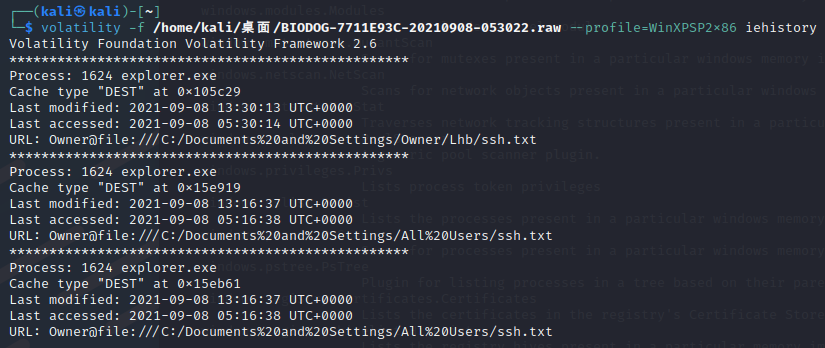 ┌──(kali㉿kali)-[~]
└─$ volatility -f /home/kali/桌面/BIODOG-7711E93C-20210908-053022.raw --profile=WinXPSP2×86 iehistory
Volatility Foundation Volatility Framework 2.6
**************************************************
Process: 1624 explorer.exe
Cache type "DEST" at 0×105c29
Last modified: 2021-09-08 13:30:13 UTC+0000
Last accessed: 2021-09-08 05:30:14 UTC+0000
URL: Owner@file:///C:/Documents%20and%20Settings/Owner/Lhb/ssh.txt
**************************************************
Process: 1624 explorer.exe
Cache type "DEST" at 0×15e919
Last modified: 2021-09-08 13:16:37 UTC+0000
Last accessed: 2021-09-08 05:16:38 UTC+0000
URL: Owner@file:///C:/Documents%20and%20Settings/All%20Users/ssh.txt
**************************************************
Process: 1624 explorer.exe
Cache type "DEST" at 0×15eb61
Last modified: 2021-09-08 13:16:37 UTC+0000
Last accessed: 2021-09-08 05:16:38 UTC+0000
URL: Owner@file:///C:/Documents%20and%20Settings/All%20Users/ssh.txt